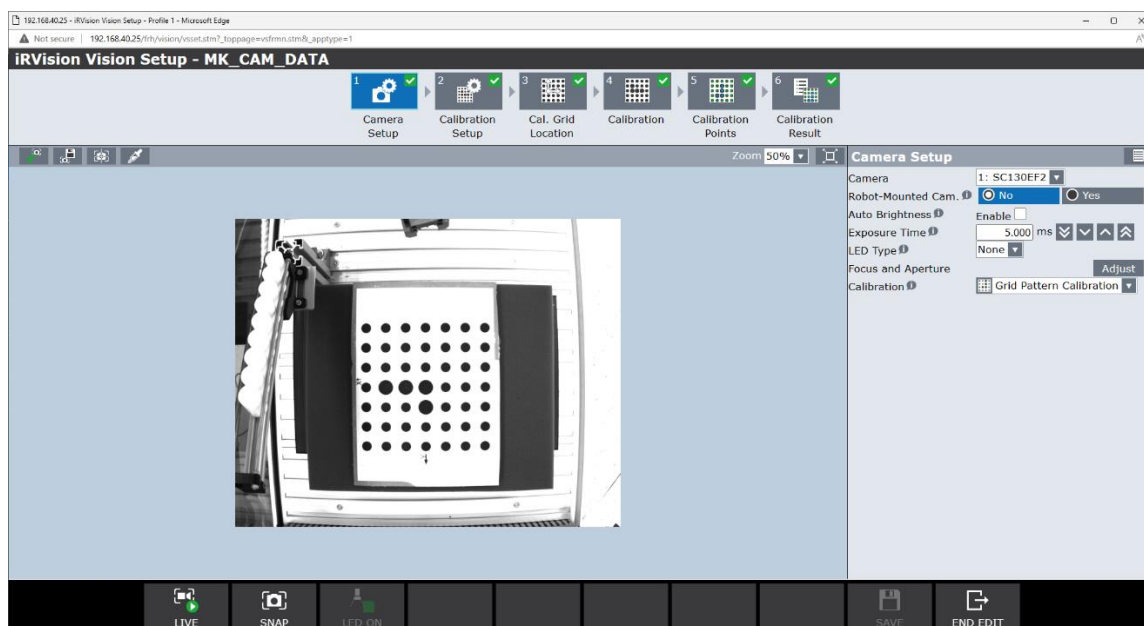 192.168.40.25 - iRVision Vision Setup - Profile 1 - Microsoft Edge
Not secure | 192.168.40.25/frh/vision/vsset.stm?_toppage=vsfrmn.stm&_apptype=1
iRVision Vision Setup - MK_CAM_DATA
1 2 3 4 5 6
Camera Setup
Calibration Setup
Cal. Grid Location
Calibration
Calibration Points
Calibration Result
Zoom 50%
Camera Setup
Camera 1: SC130EF2
Robot-Mounted Cam. No Yes
Auto Brightness Enable
Exposure Time 5.000 ms
LED Type None
Focus and Aperture Adjust
Calibration Grid Pattern Calibration
LIVE SNAP LED ON SAVE END EDIT